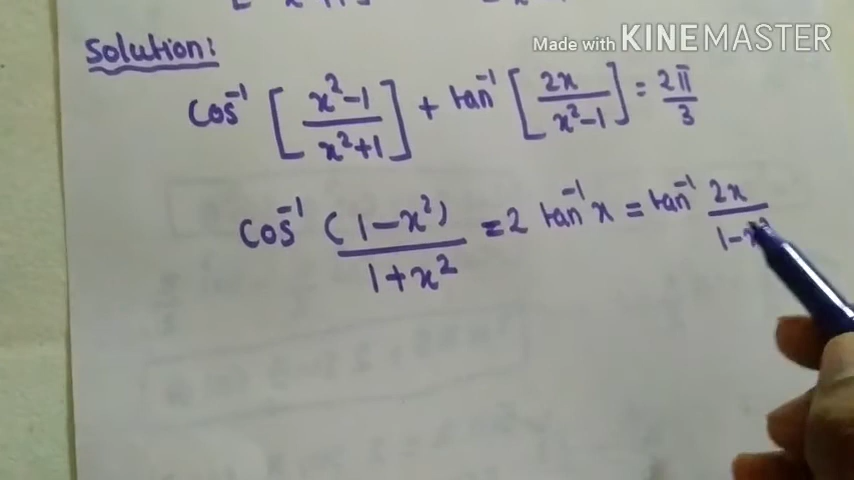 Made with KINEMASTER
Solution:
cos⁻¹ [ x²-1 / x²+1 ] + tan⁻¹ [ 2x / x²-1 ] = 2π / 3
cos⁻¹ ( 1-x² ) / 1+x² = 2 tan⁻¹ x = tan⁻¹ 2x / 1-x²